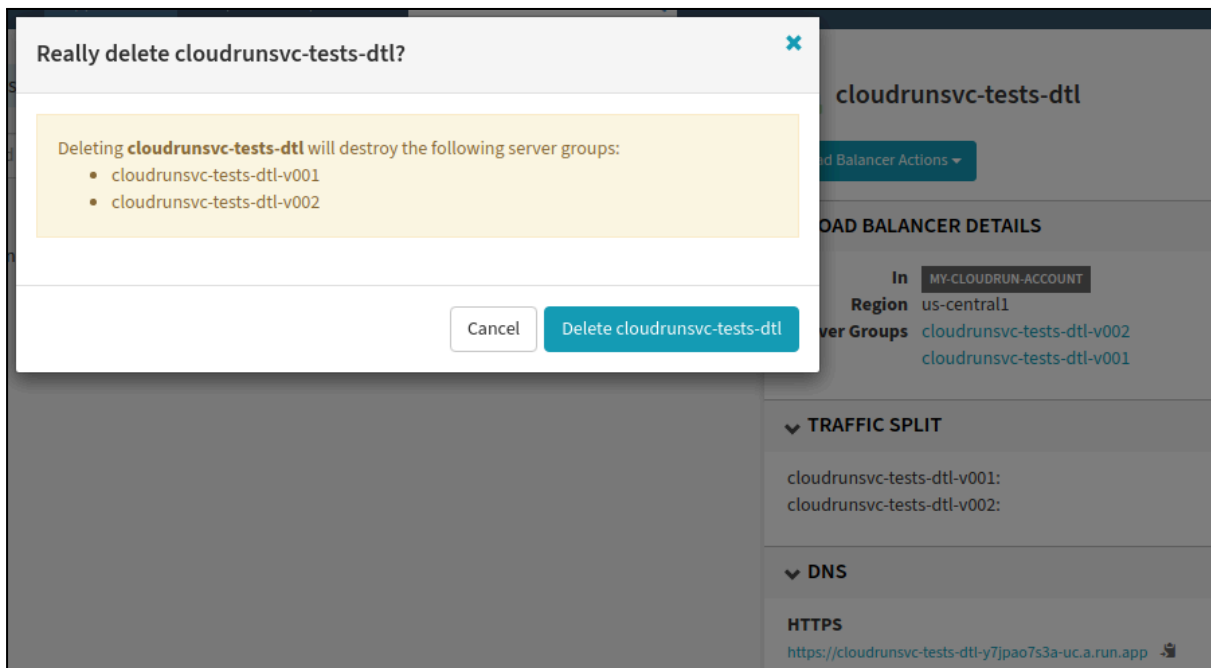 Really delete cloudrunsvc-tests-dtl?
Deleting cloudrunsvc-tests-dtl will destroy the following server groups:
• cloudrunsvc-tests-dtl-v001
• cloudrunsvc-tests-dtl-v002
Cancel
Delete cloudrunsvc-tests-dtl
cloudrunsvc-tests-dtl
Balancer Actions
BALANCER DETAILS
In MY-CLOUDRUN-ACCOUNT
Region us-central1
Groups cloudrunsvc-tests-dtl-v002
cloudrunsvc-tests-dtl-v001
TRAFFIC SPLIT
cloudrunsvc-tests-dtl-v001:
cloudrunsvc-tests-dtl-v002:
DNS
HTTPS
https://cloudrunsvc-tests-dtl-y7jpao7s3a-uc.a.run.app